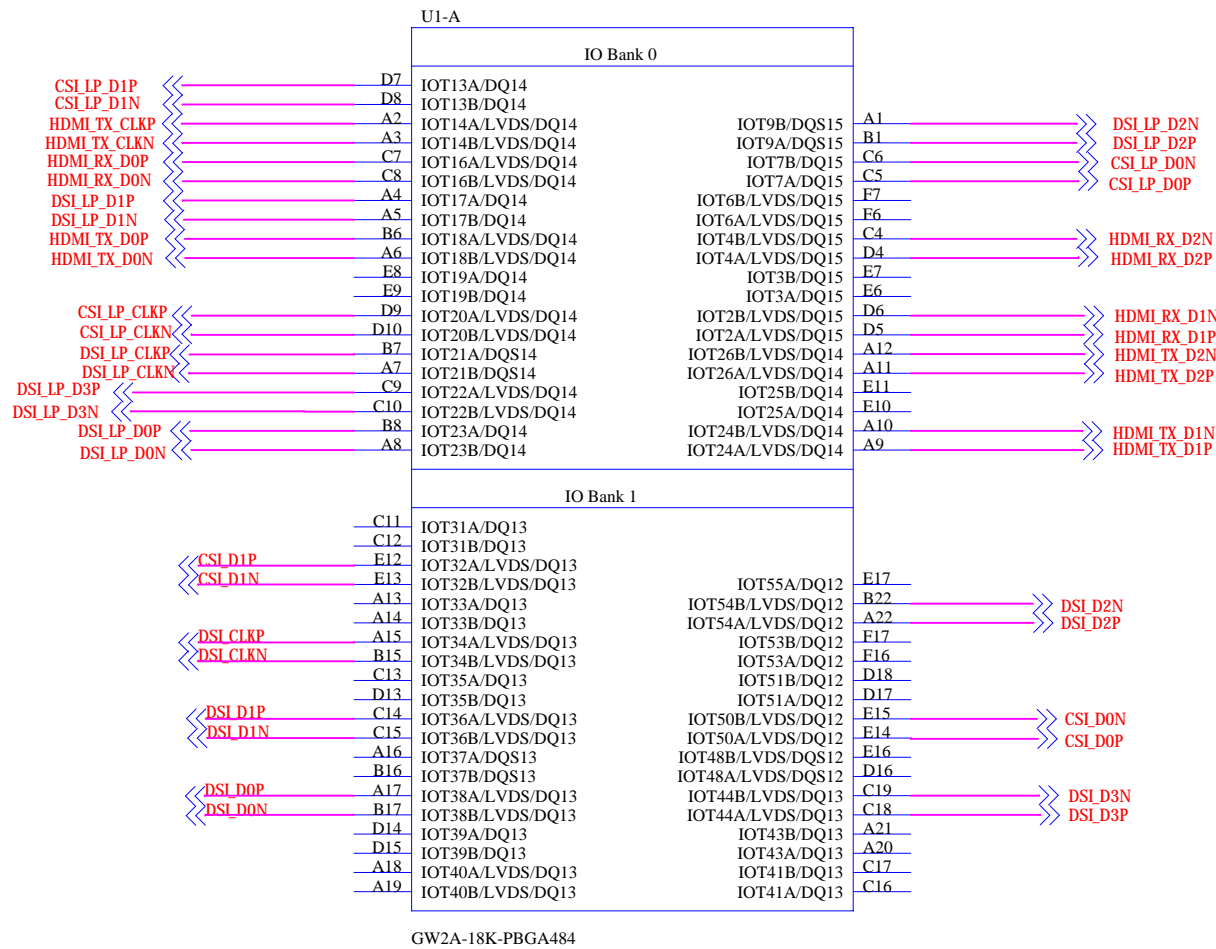 U1-A
IO Bank 0
CSI_LP_D1P D7 IOT13A/DQ14
CSI_LP_D1N D8 IOT13B/DQ14
HDMI_TX_CLKP A2 IOT14A/LVDS/DQ14 IOT9B/DQS15 A1 DSI_LP_D2N
HDMI_TX_CLKN A3 IOT14B/LVDS/DQ14 IOT9A/DQS15 B1 DSI_LP_D2P
HDMI_RX_D0P C7 IOT16A/LVDS/DQ14 IOT7B/DQ15 C6 CSI_LP_D0N
HDMI_RX_D0N C8 IOT16B/LVDS/DQ14 IOT7A/DQ15 C5 CSI_LP_D0P
DSI_LP_D1P A4 IOT17A/DQ14 IOT6B/LVDS/DQ15 F7
DSI_LP_D1N A5 IOT17B/DQ14 IOT6A/LVDS/DQ15 F6
HDMI_TX_D0P B6 IOT18A/LVDS/DQ14 IOT4B/LVDS/DQ15 C4 HDMI_RX_D2N
HDMI_TX_D0N A6 IOT18B/LVDS/DQ14 IOT4A/LVDS/DQ15 D4 HDMI_RX_D2P
E8 IOT19A/DQ14 IOT3B/DQ15 E7
E9 IOT19B/DQ14 IOT3A/DQ15 E6
CSI_LP_CLKP D9 IOT20A/LVDS/DQ14 IOT2B/LVDS/DQ15 D6 HDMI_RX_D1N
CSI_LP_CLKN D10 IOT20B/LVDS/DQ14 IOT2A/LVDS/DQ15 D5 HDMI_RX_D1P
DSI_LP_CLKP B7 IOT21A/DQS14 IOT26B/LVDS/DQ14 A12 HDMI_TX_D2N
DSI_LP_CLKN A7 IOT21B/DQS14 IOT26A/LVDS/DQ14 A11 HDMI_TX_D2P
DSI_LP_D3P C9 IOT22A/LVDS/DQ14 IOT25B/DQ14 E11
DSI_LP_D3N C10 IOT22B/LVDS/DQ14 IOT25A/DQ14 E10
DSI_LP_D0P B8 IOT23A/DQ14 IOT24B/LVDS/DQ14 A10 HDMI_TX_D1N
DSI_LP_D0N A8 IOT23B/DQ14 IOT24A/LVDS/DQ14 A9 HDMI_TX_D1P
IO Bank 1
C11 IOT31A/DQ13
C12 IOT31B/DQ13
CSI_D1P E12 IOT32A/LVDS/DQ13
CSI_D1N E13 IOT32B/LVDS/DQ13 IOT55A/DQ12 E17
A13 IOT33A/DQ13 IOT54B/LVDS/DQ12 B22 DSI_D2N
A14 IOT33B/DQ13 IOT54A/LVDS/DQ12 A22 DSI_D2P
DSI_CLKP A15 IOT34A/LVDS/DQ13 IOT53B/DQ12 F17
DSI_CLKN B15 IOT34B/LVDS/DQ13 IOT53A/DQ12 F16
C13 IOT35A/DQ13 IOT51B/DQ12 D18
D13 IOT35B/DQ13 IOT51A/DQ12 D17
DSI_D1P C14 IOT36A/LVDS/DQ13 IOT50B/LVDS/DQ12 E15 CSI_D0N
DSI_D1N C15 IOT36B/LVDS/DQ13 IOT50A/LVDS/DQ12 E14 CSI_D0P
A16 IOT37A/DQS13 IOT48B/LVDS/DQS12 E16
B16 IOT37B/DQS13 IOT48A/LVDS/DQS12 D16
DSI_D0P A17 IOT38A/LVDS/DQ13 IOT44B/LVDS/DQ13 C19 DSI_D3N
DSI_D0N B17 IOT38B/LVDS/DQ13 IOT44A/LVDS/DQ13 C18 DSI_D3P
D14 IOT39A/DQ13 IOT43B/DQ13 A21
D15 IOT39B/DQ13 IOT43A/DQ13 A20
A18 IOT40A/LVDS/DQ13 IOT41B/DQ13 C17
A19 IOT40B/LVDS/DQ13 IOT41A/DQ13 C16
GW2A-18K-PBGA484